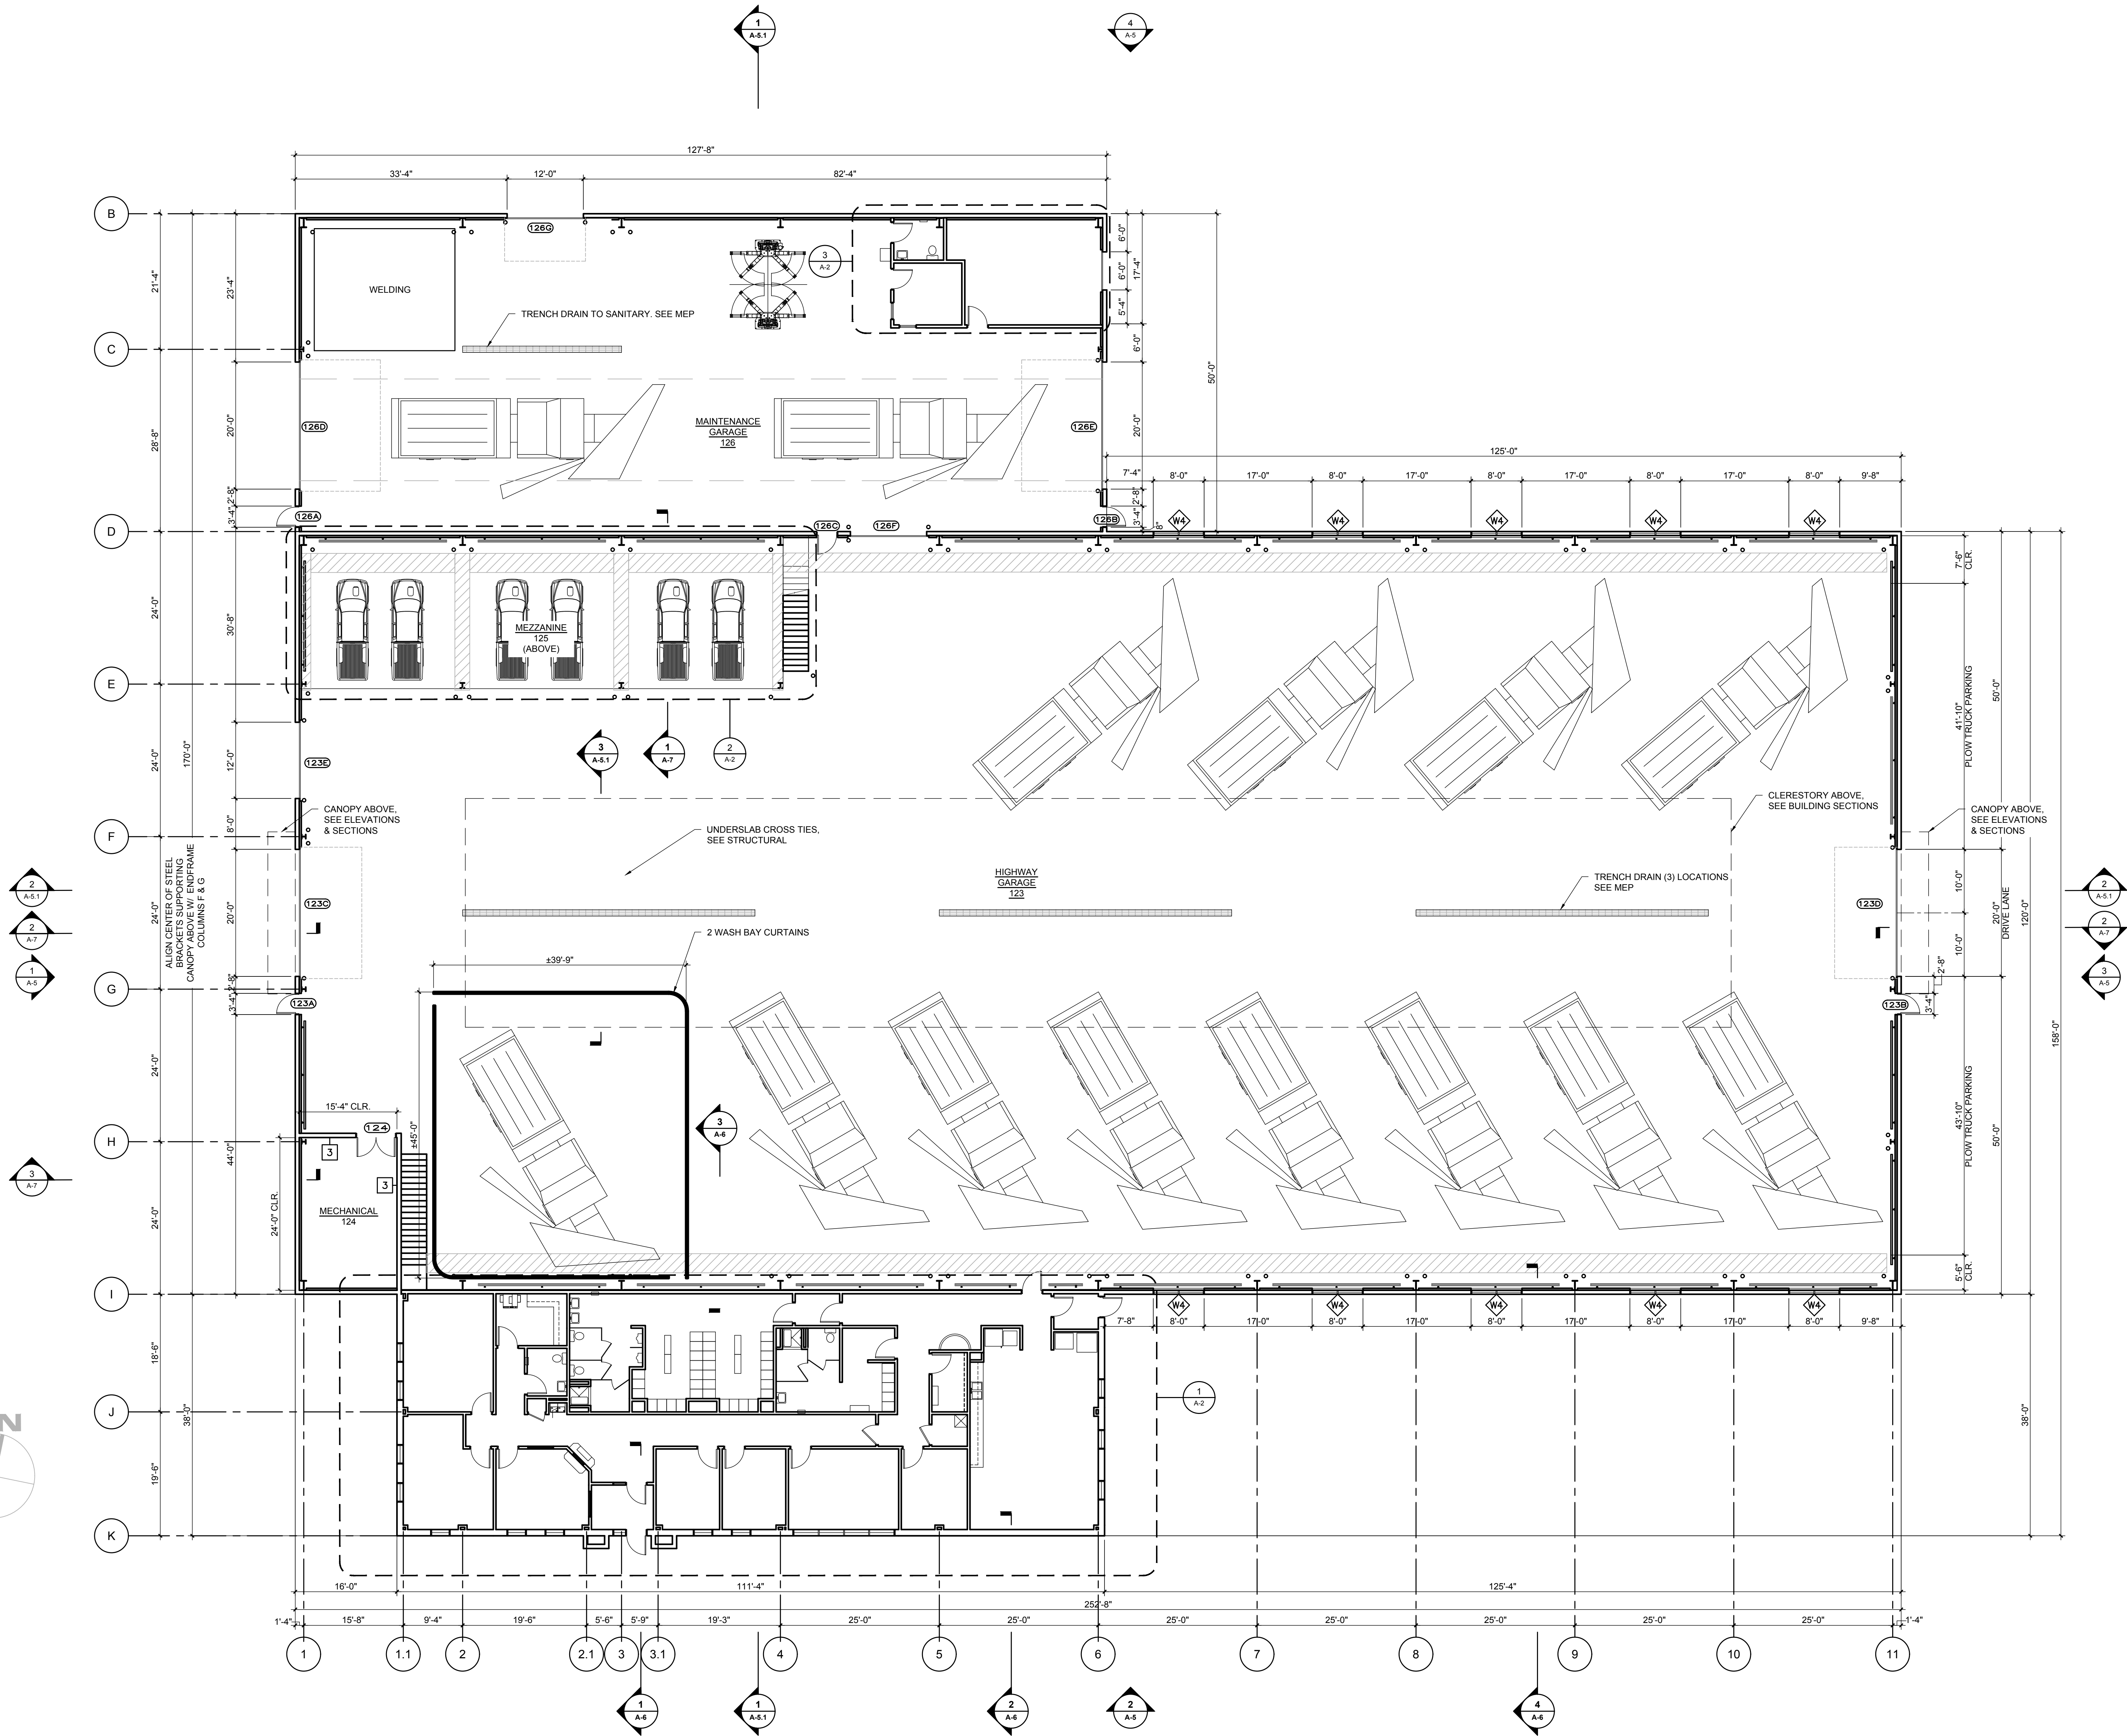 1
A-5.1
4
A-5
127'-8"
33'-4"
12'-0"
82'-4"
B
C
D
E
F
G
H
I
J
K
21'-4"
28'-8"
24'-0"
24'-0"
24'-0"
24'-0"
24'-0"
18'-6"
19'-6"
170'-0"
38'-0"
23'-4"
20'-0"
2'-8"
3'-4"
30'-8"
12'-0"
8'-0"
20'-0"
2'-8"
3'-4"
44'-0"
ALIGN CENTER OF STEEL
BRACKETS SUPPORTING
CANOPY ABOVE W/ ENDFRAME
COLUMNS F & G
126G
WELDING
TRENCH DRAIN TO SANITARY. SEE MEP
3
A-2
6'-0"
6'-0"
5'-4"
17'-4"
6'-0"
20'-0"
2'-8"
3'-4"
8"
50'-0"
126D
MAINTENANCE
GARAGE
126
126E
126A
126C
126F
126B
125'-0"
7'-4"
8'-0"
17'-0"
8'-0"
17'-0"
8'-0"
17'-0"
8'-0"
17'-0"
8'-0"
9'-8"
W4
W4
W4
W4
W4
MEZZANINE
125
(ABOVE)
3
A-5.1
1
A-7
2
A-2
123E
CANOPY ABOVE,
SEE ELEVATIONS
& SECTIONS
UNDERSLAB CROSS TIES,
SEE STRUCTURAL
CLERESTORY ABOVE,
SEE BUILDING SECTIONS
CANOPY ABOVE,
SEE ELEVATIONS
& SECTIONS
HIGHWAY
GARAGE
123
TRENCH DRAIN (3) LOCATIONS
SEE MEP
2
A-5.1
2
A-7
1
A-5
3
A-7
123C
123D
2
A-5.1
2
A-7
3
A-5
2 WASH BAY CURTAINS
±39'-9"
±45'-0"
123A
123B
7'-6"
CLR.
41'-10"
PLOW TRUCK PARKING
10'-0"
10'-0"
2'-8"
3'-4"
43'-10"
PLOW TRUCK PARKING
5'-6"
CLR.
50'-0"
20'-0"
DRIVE LANE
50'-0"
120'-0"
38'-0"
158'-0"
15'-4" CLR.
124
3
3
24'-0" CLR.
MECHANICAL
124
3
A-6
W4
W4
W4
W4
W4
7'-8"
8'-0"
17'-0"
8'-0"
17'-0"
8'-0"
17'-0"
8'-0"
17'-0"
8'-0"
9'-8"
1
A-2
N
16'-0"
111'-4"
125'-4"
252'-8"
1'-4"
15'-8"
9'-4"
19'-6"
5'-6"
5'-9"
19'-3"
25'-0"
25'-0"
25'-0"
25'-0"
25'-0"
25'-0"
25'-0"
1'-4"
1
1.1
2
2.1
3
3.1
4
5
6
7
8
9
10
11
1
A-6
1
A-5.1
2
A-6
2
A-5
4
A-6